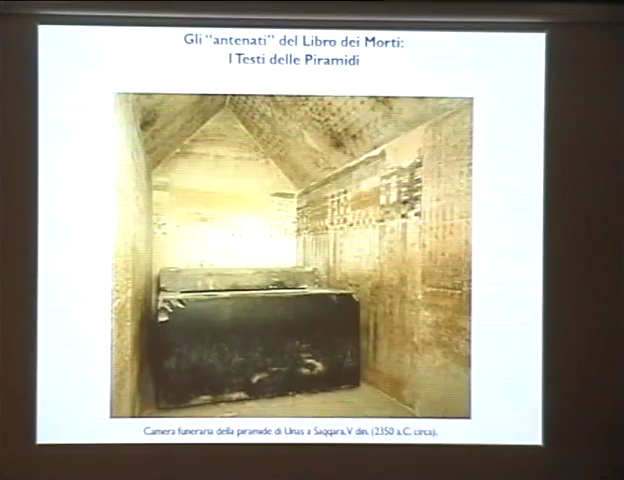 Gli “antenati” del Libro dei Morti:
I Testi delle Piramidi
Camera funeraria della piramide di Unas a Saqqara, V din. (2350 a.C. circa).